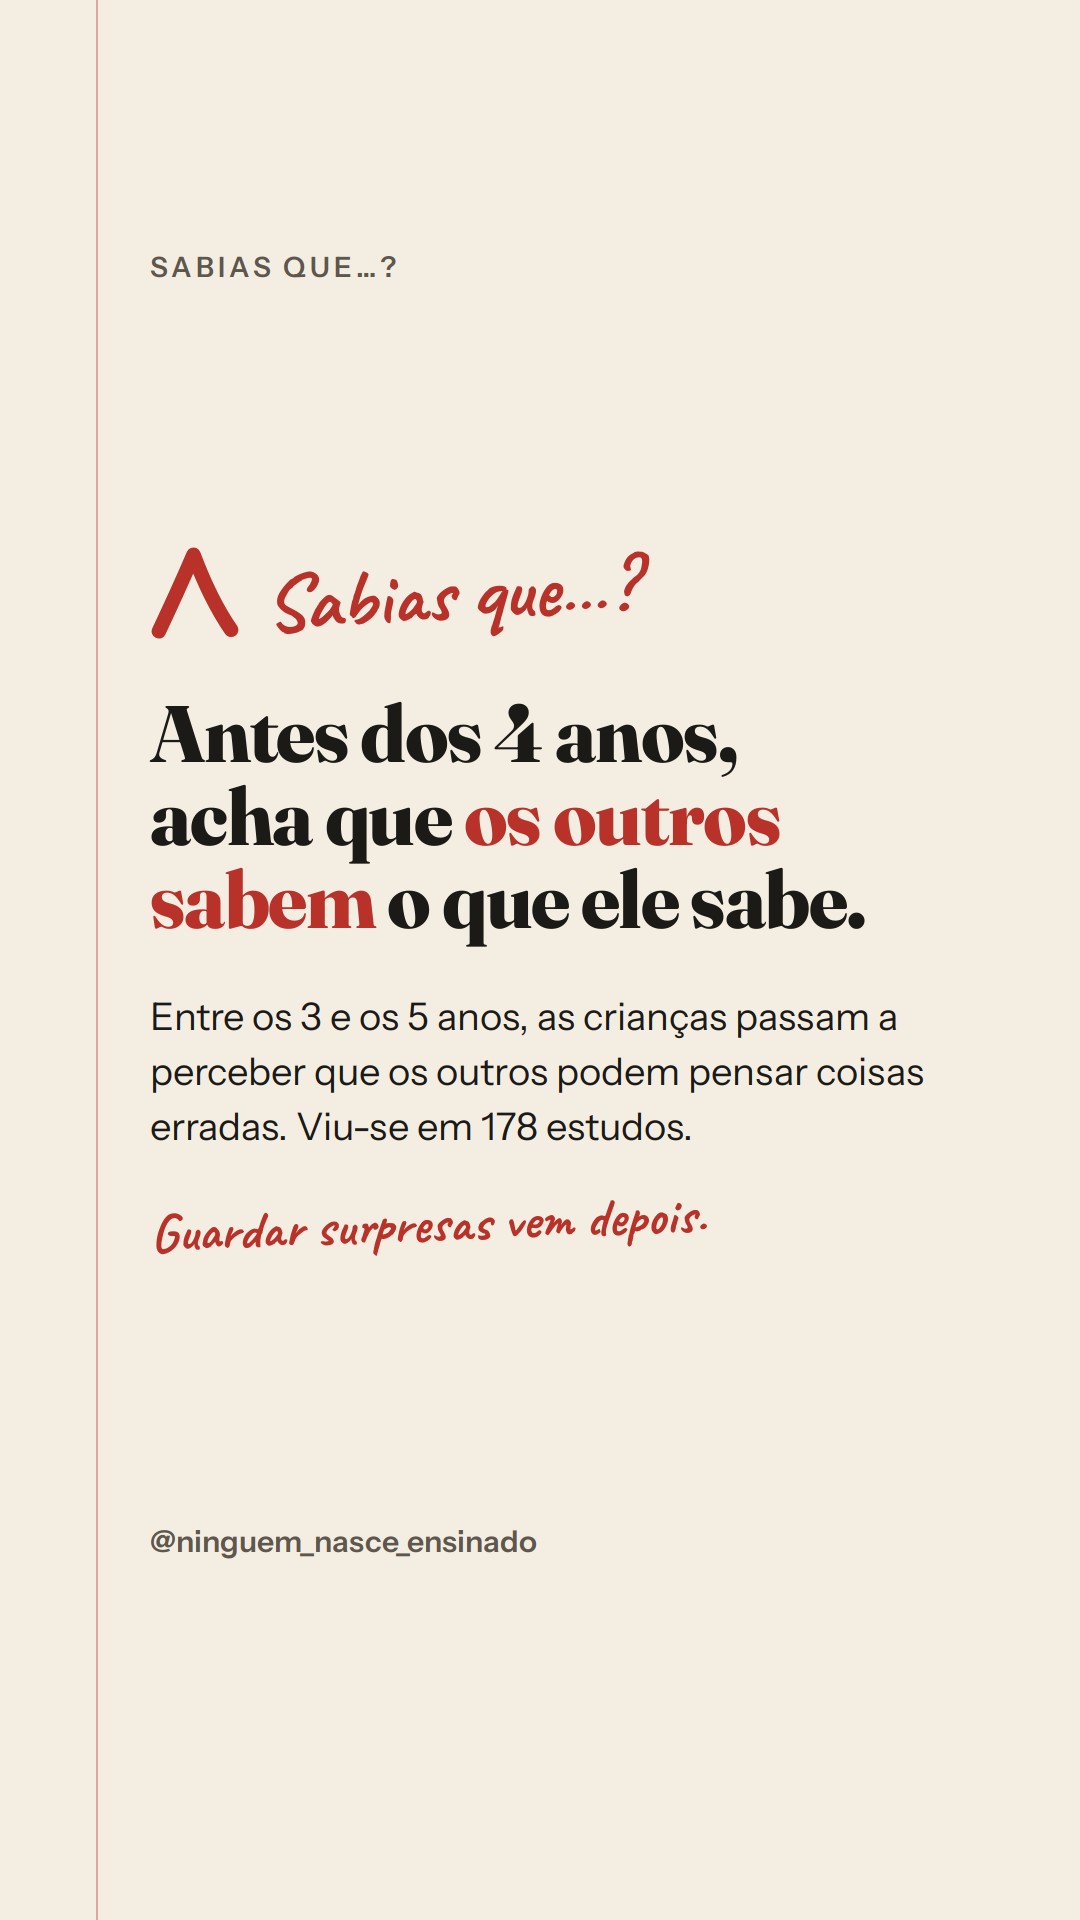 SABIAS QUE…?
Sabias que…?
Antes dos 4 anos,
acha que os outros
sabem o que ele sabe.
Entre os 3 e os 5 anos, as crianças passam a
perceber que os outros podem pensar coisas
erradas. Viu-se em 178 estudos.
Guardar surpresas vem depois.
@ninguem_nasce_ensinado